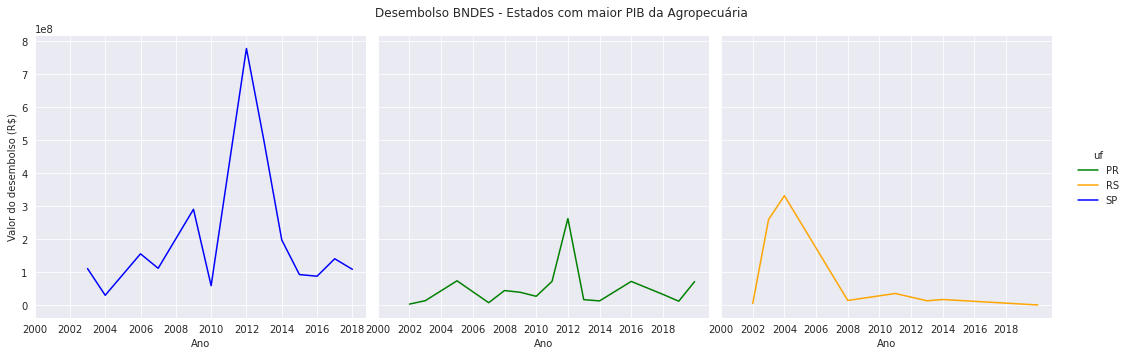 Desembolso BNDES - Estados com maior PIB da Agropecuária
1e8
8
7
6
5
4
3
2
1
0
Valor do desembolso (R$)
2000 2002 2004 2006 2008 2010 2012 2014 2016 2018
Ano
2000 2002 2004 2006 2008 2010 2012 2014 2016 2018
Ano
2000 2002 2004 2006 2008 2010 2012 2014 2016 2018
Ano
uf
PR
RS
SP